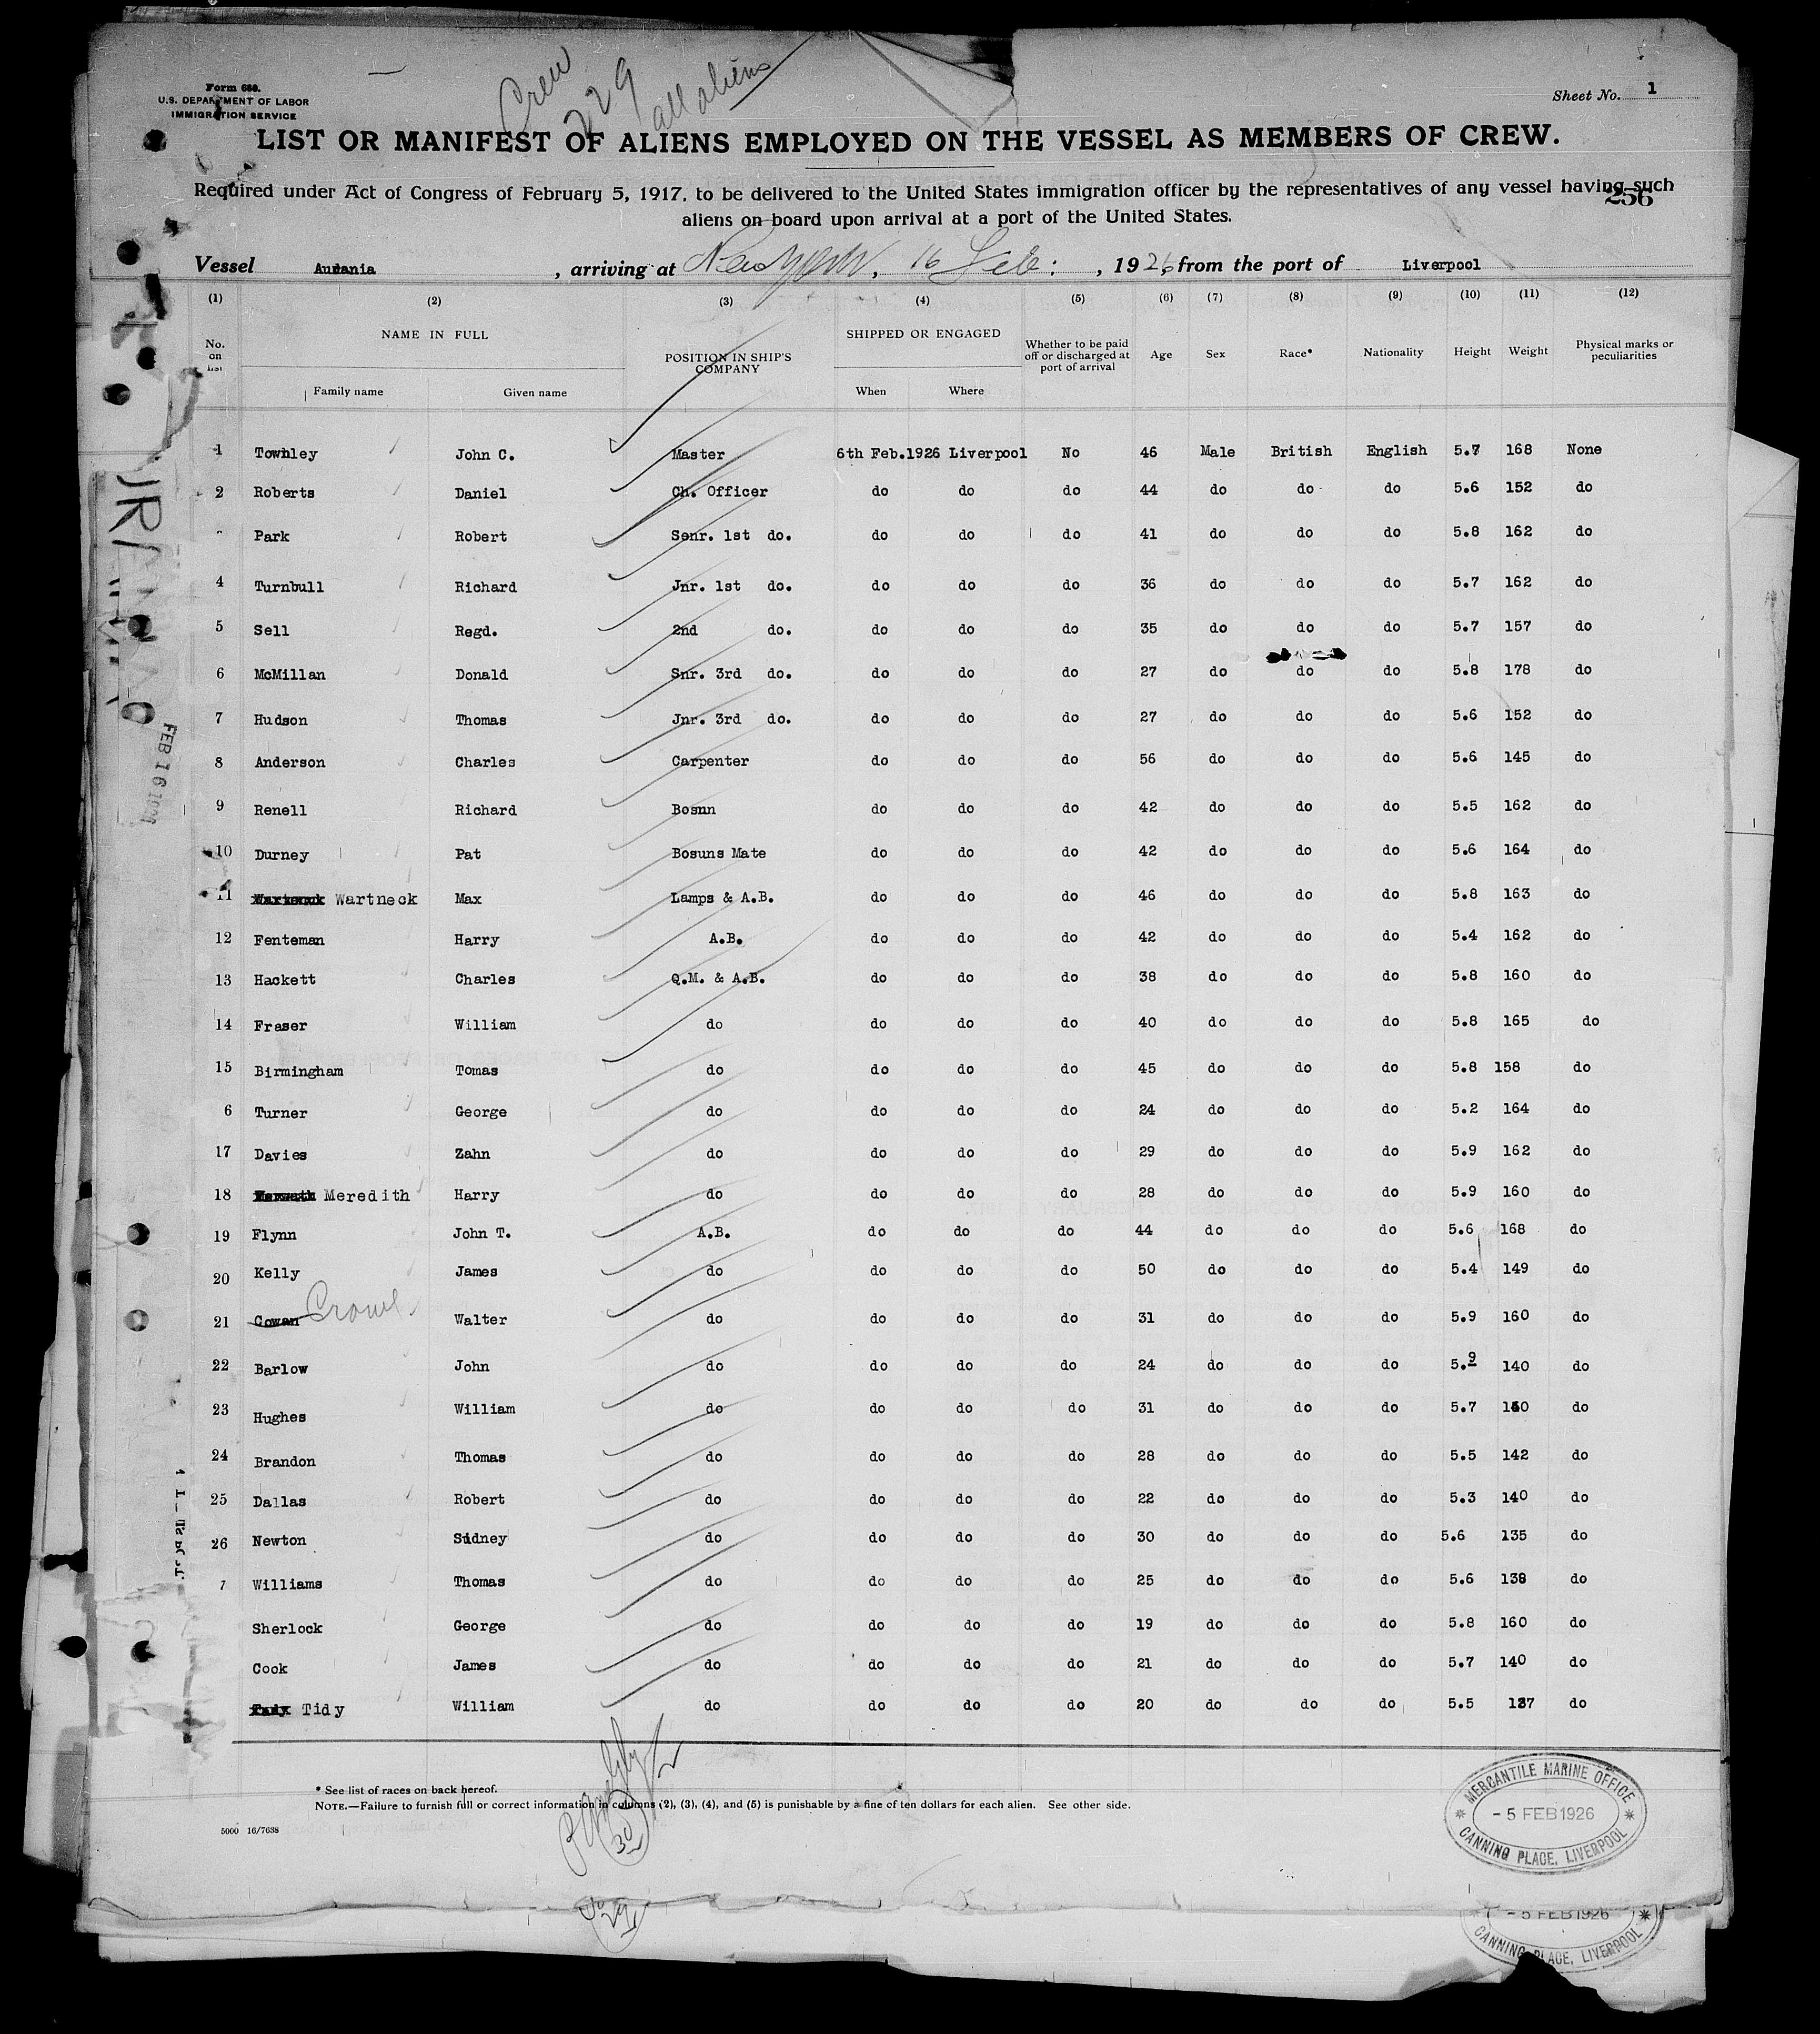 Crew
229
all aliens
Form 688.
U.S. DEPARTMENT OF LABOR
IMMIGRATION SERVICE
Sheet No. 1
LIST OR MANIFEST OF ALIENS EMPLOYED ON THE VESSEL AS MEMBERS OF CREW.
Required under Act of Congress of February 5, 1917, to be delivered to the United States immigration officer by the representatives of any vessel having such
256
aliens on board upon arrival at a port of the United States.
Vessel Aurania , arriving at New York, 16 Feb: , 1926, from the port of Liverpool
(1) (2) (3) (4) (5) (6) (7) (8) (9) (10) (11) (12)
No. on List NAME IN FULL POSITION IN SHIP'S COMPANY SHIPPED OR ENGAGED Whether to be paid off or discharged at port of arrival Age Sex Race* Nationality Height Weight Physical marks or peculiarities
Family name Given name When Where
1 Townley John C. Master 6th Feb.1926 Liverpool No 46 Male British English 5.7 168 None
2 Roberts Daniel Ch. Officer do do do 44 do do do 5.6 152 do
Park Robert Senr. 1st do. do do do 41 do do do 5.8 162 do
4 Turnbull Richard Jnr. 1st do. do do do 36 do do do 5.7 162 do
5 Sell Regd. 2nd do. do do do 35 do do do 5.7 157 do
6 McMillan Donald Snr. 3rd do. do do do 27 do do do 5.8 178 do
7 Hudson Thomas Jnr. 3rd do. do do do 27 do do do 5.6 152 do
8 Anderson Charles Carpenter do do do 56 do do do 5.6 145 do
9 Renell Richard Bosnn do do do 42 do do do 5.5 162 do
10 Durney Pat Bosuns Mate do do do 42 do do do 5.6 164 do
11 Wartneck Max Lamps & A.B. do do do 46 do do do 5.8 163 do
12 Fenteman Harry A.B. do do do 42 do do do 5.4 162 do
13 Hackett Charles Q.M. & A.B. do do do 38 do do do 5.8 160 do
14 Fraser William do do do do 40 do do do 5.8 165 do
15 Birmingham Tomas do do do do 45 do do do 5.8 158 do
6 Turner George do do do do 24 do do do 5.2 164 do
17 Davies Zahn do do do do 29 do do do 5.9 162 do
18 Meredith Harry do do do do 28 do do do 5.9 160 do
19 Flynn John T. A.B. do do do 44 do do do 5.6 168 do
20 Kelly James do do do do 50 do do do 5.4 149 do
21 Cowan Crowe Walter do do do do 31 do do do 5.9 160 do
22 Barlow John do do do do 24 do do do 5.9 140 do
23 Hughes William do do do do 31 do do do 5.7 do
24 Brandon Thomas do do do do 28 do do do 5.5 142 do
25 Dallas Robert do do do do 22 do do do 5.3 140 do
26 Newton Sidney do do do do 30 do do do 5.6 135 do
7 Williams Thomas do do do do 25 do do do 5.6 138 do
Sherlock George do do do do 19 do do do 5.8 160 do
Cook James do do do do 21 do do do 5.7 140 do
Tidy William do do do do 20 do do do 5.5 137 do
FEB 16
* See list of races on back hereof.
NOTE.—Failure to furnish full or correct information in columns (2), (3), (4), and (5) is punishable by a fine of ten dollars for each alien. See other side.
5000 16/7638
30
MERCANTILE MARINE OFFICE
- 5 FEB 1926
CANNING PLACE, LIVERPOOL
- 5 FEB 1926
CANNING PLACE, LIVERPOOL